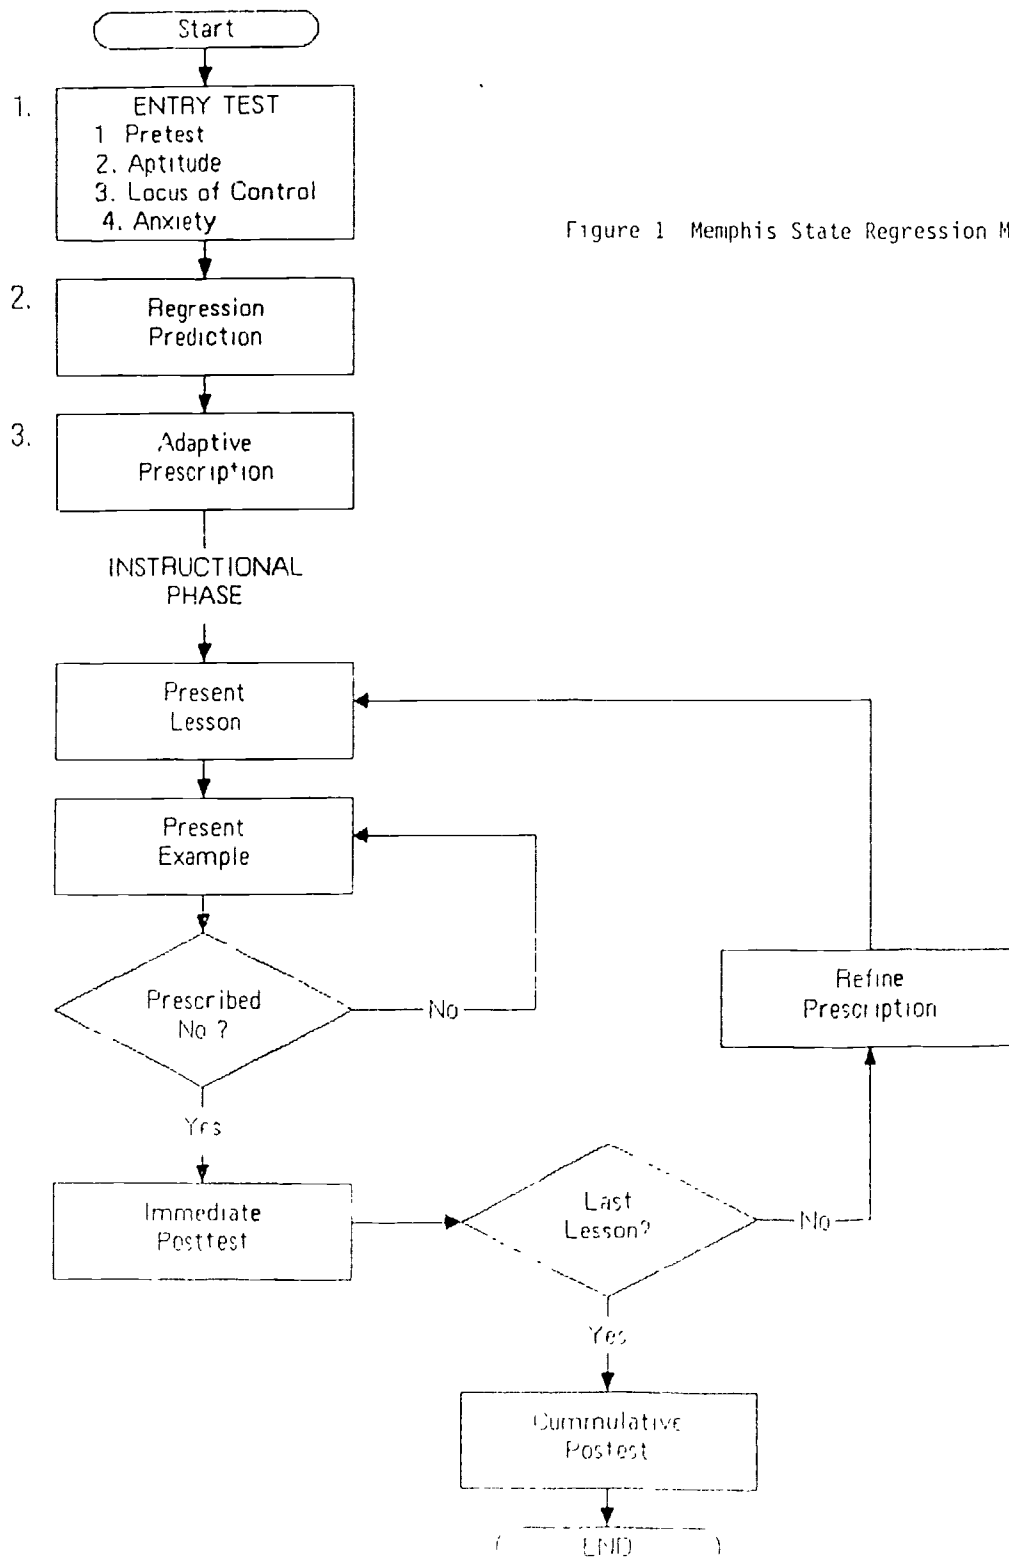 Start
1.
ENTRY TEST
1 Pretest
2. Aptitude
3. Locus of Control
4. Anxiety
Figure 1 Memphis State Regression M
2.
Regression
Prediction
3.
Adaptive
Prescription
INSTRUCTIONAL
PHASE
Present
Lesson
Present
Example
Refine
Prescription
Prescribed
No ?
No
Yes
Immediate
Posttest
Last
Lesson?
No
Yes
Cummulative
Postest
END